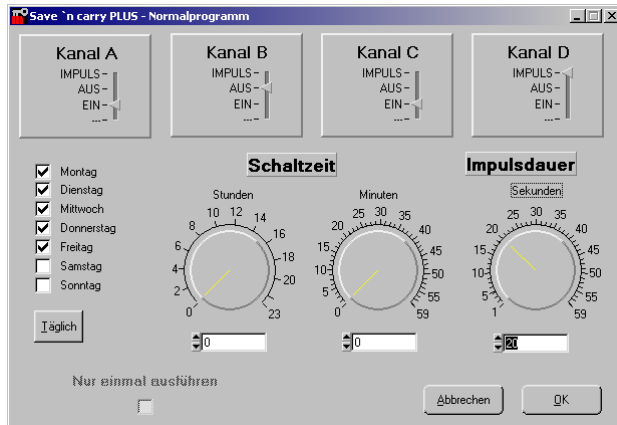 Save `n carry PLUS - Normalprogramm
Kanal A
IMPULS-
AUS-
EIN-
...-
Kanal B
IMPULS-
AUS-
EIN-
...-
Kanal C
IMPULS-
AUS-
EIN-
...-
Kanal D
IMPULS-
AUS-
EIN-
...-
Montag
Dienstag
Mittwoch
Donnerstag
Freitag
Samstag
Sonntag
Täglich
Schaltzeit
Stunden
0 2 4 6 8 10 12 14 16 18 20 23
0
Minuten
0 5 10 15 20 25 30 35 40 45 50 55 59
0
Impulsdauer
Sekunden
1 5 10 15 20 25 30 35 40 45 50 55 59
20
Nur einmal ausführen
Abbrechen
OK